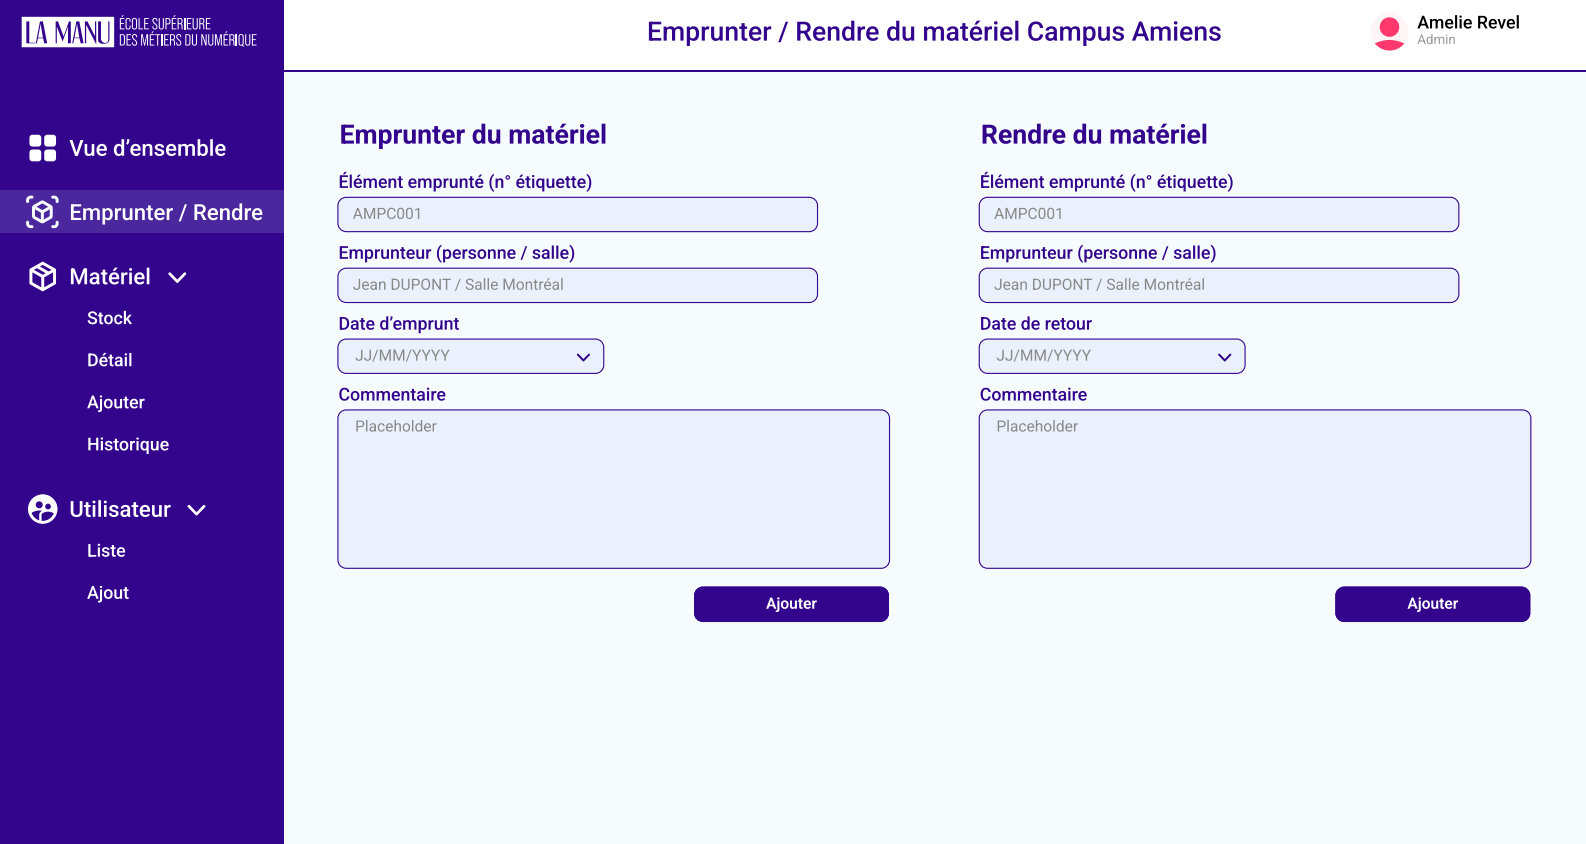 LA MANU
ÉCOLE SUPÉRIEURE
DES MÉTIERS DU NUMÉRIQUE
Emprunter / Rendre du matériel Campus Amiens
Amelie Revel
Admin
Vue d’ensemble
Emprunter / Rendre
Matériel
Stock
Détail
Ajouter
Historique
Utilisateur
Liste
Ajout
Emprunter du matériel
Élément emprunté (n° étiquette)
AMPC001
Emprunteur (personne / salle)
Jean DUPONT / Salle Montréal
Date d’emprunt
JJ/MM/YYYY
Commentaire
Placeholder
Ajouter
Rendre du matériel
Élément emprunté (n° étiquette)
AMPC001
Emprunteur (personne / salle)
Jean DUPONT / Salle Montréal
Date de retour
JJ/MM/YYYY
Commentaire
Placeholder
Ajouter